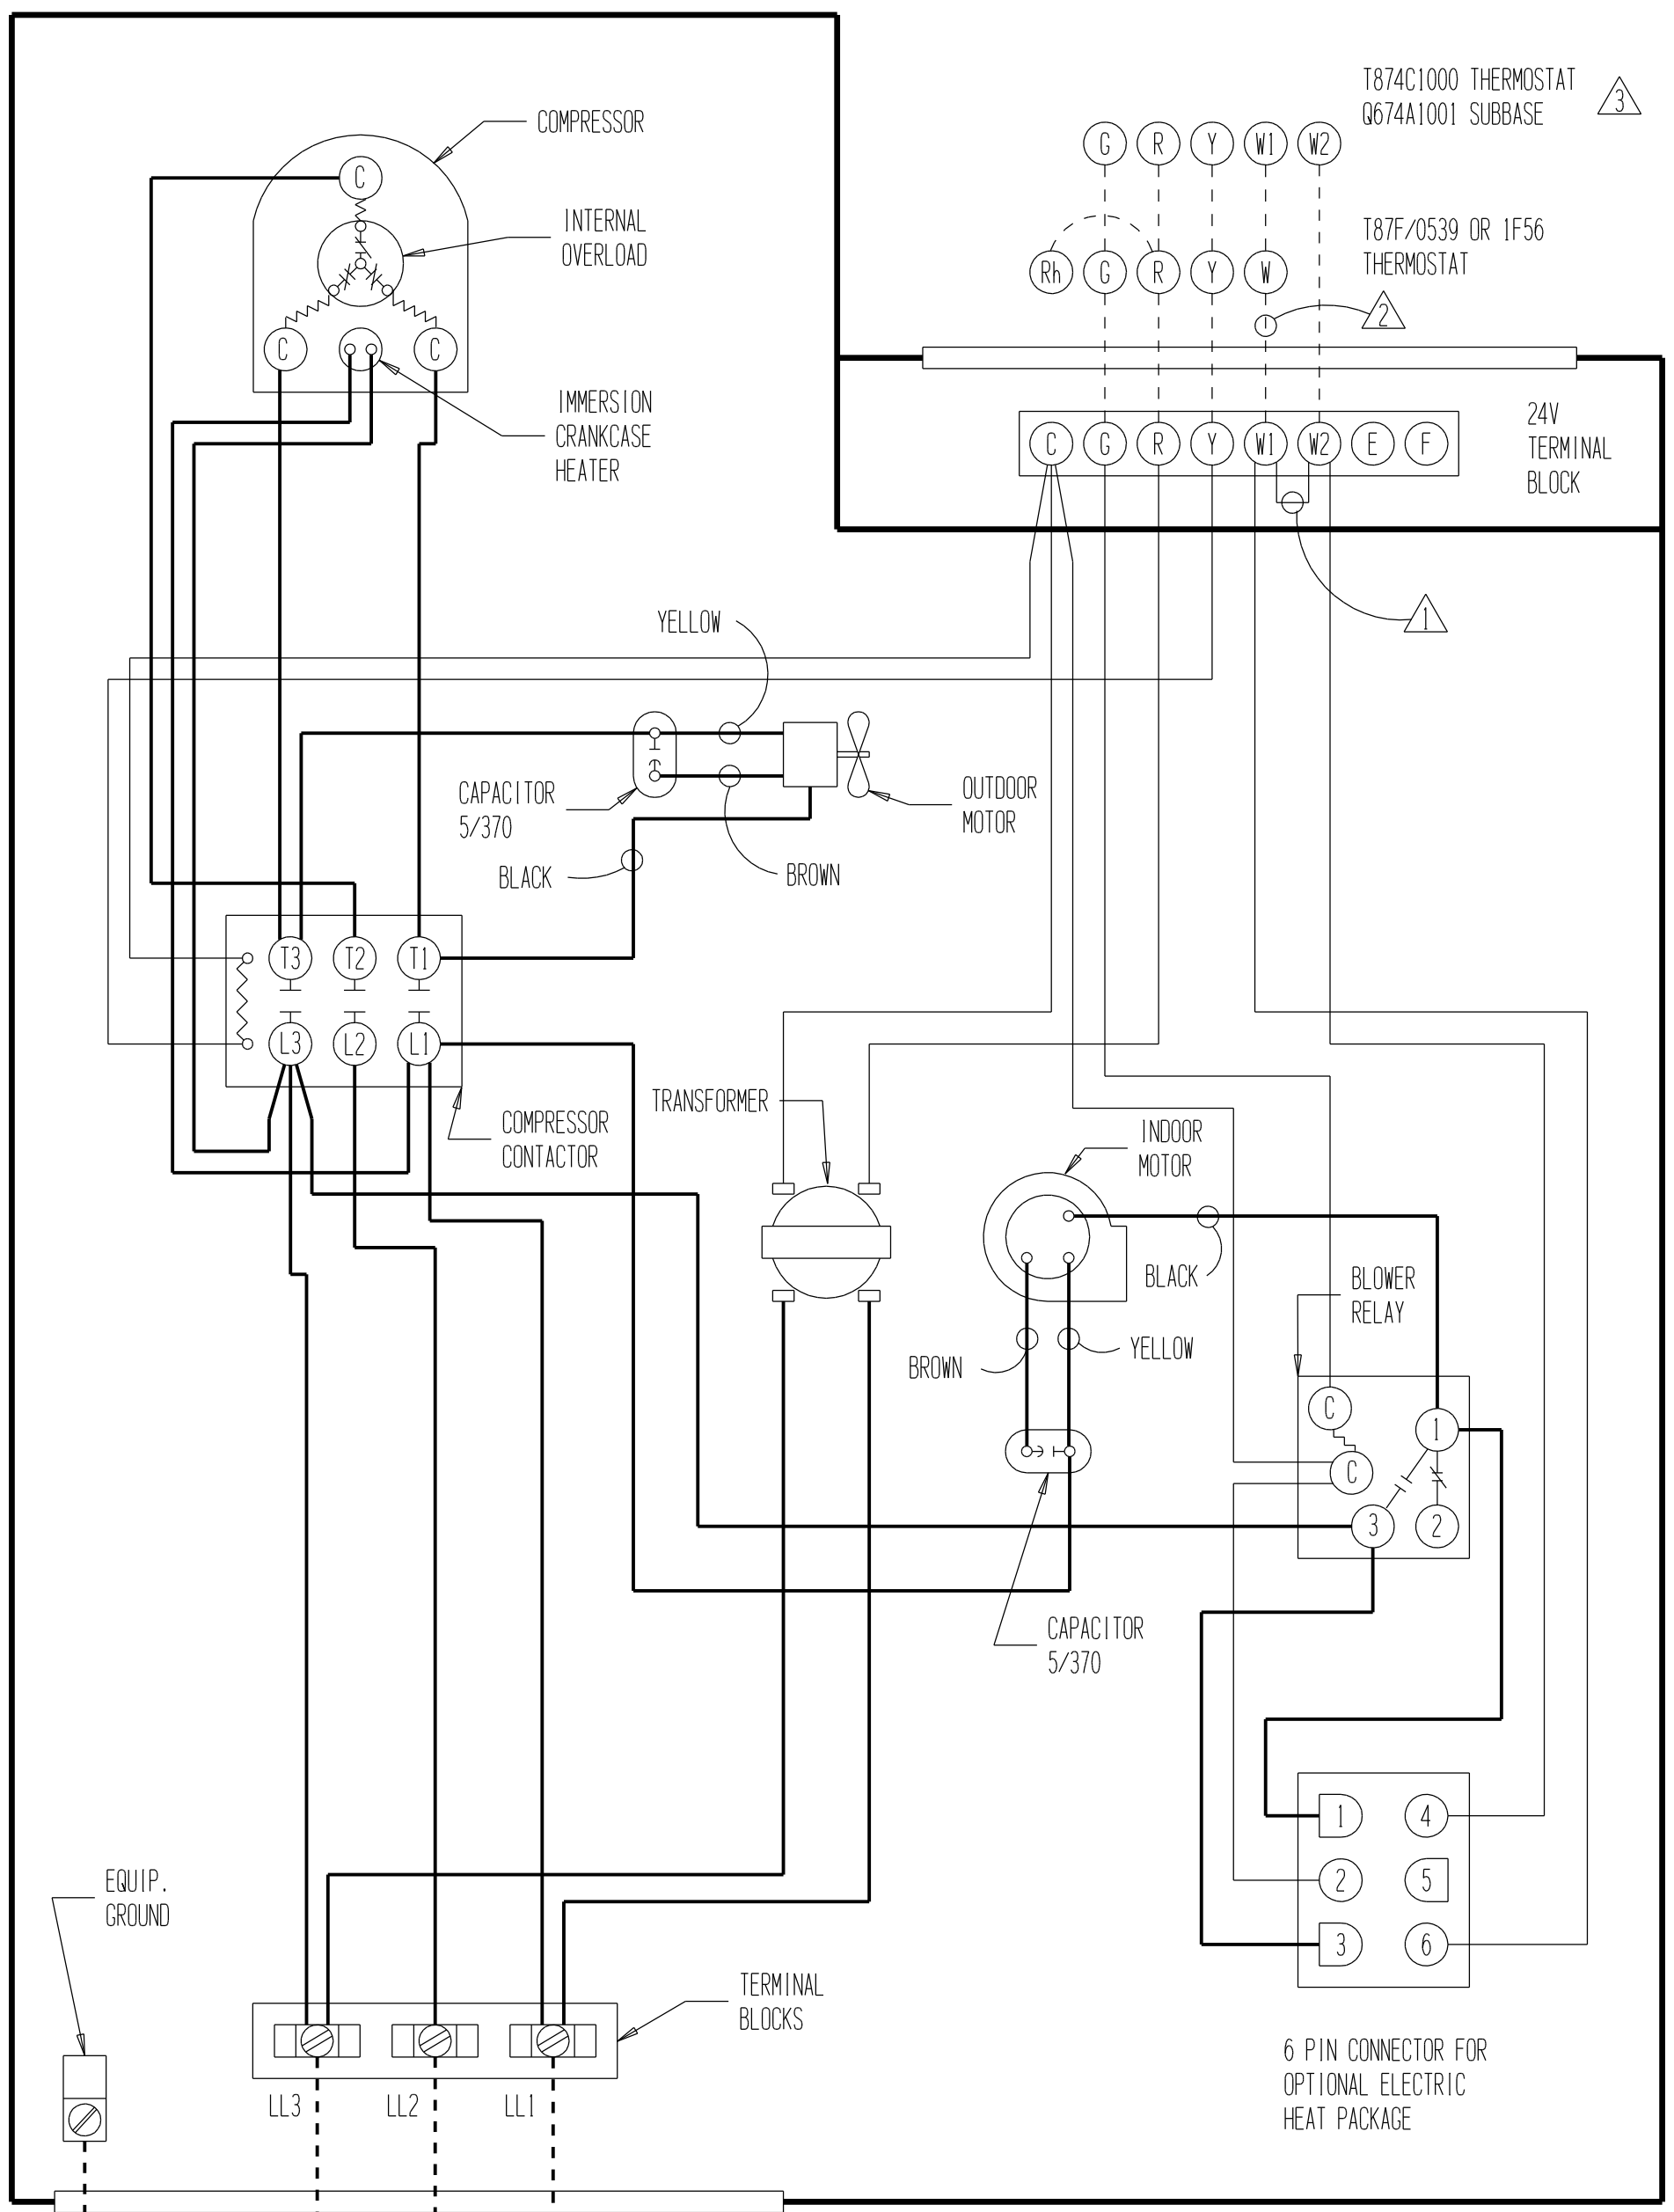 T874C1000 THERMOSTAT
Q674A1001 SUBBASE
3
COMPRESSOR
G R Y W1 W2
C
INTERNAL
OVERLOAD
T87F/0539 OR 1F56
THERMOSTAT
Rh G R Y W
2
C C
IMMERSION
CRANKCASE
HEATER
24V
TERMINAL
BLOCK
C G R Y W1 W2 E F
1
YELLOW
CAPACITOR
5/370
OUTDOOR
MOTOR
BLACK
BROWN
T3 T2 T1
L3 L2 L1
TRANSFORMER
COMPRESSOR
CONTACTOR
INDOOR
MOTOR
BLACK
BLOWER
RELAY
BROWN
YELLOW
C
1
C
3 2
CAPACITOR
5/370
1 4
2 5
3 6
EQUIP.
GROUND
TERMINAL
BLOCKS
6 PIN CONNECTOR FOR
OPTIONAL ELECTRIC
HEAT PACKAGE
LL3 LL2 LL1